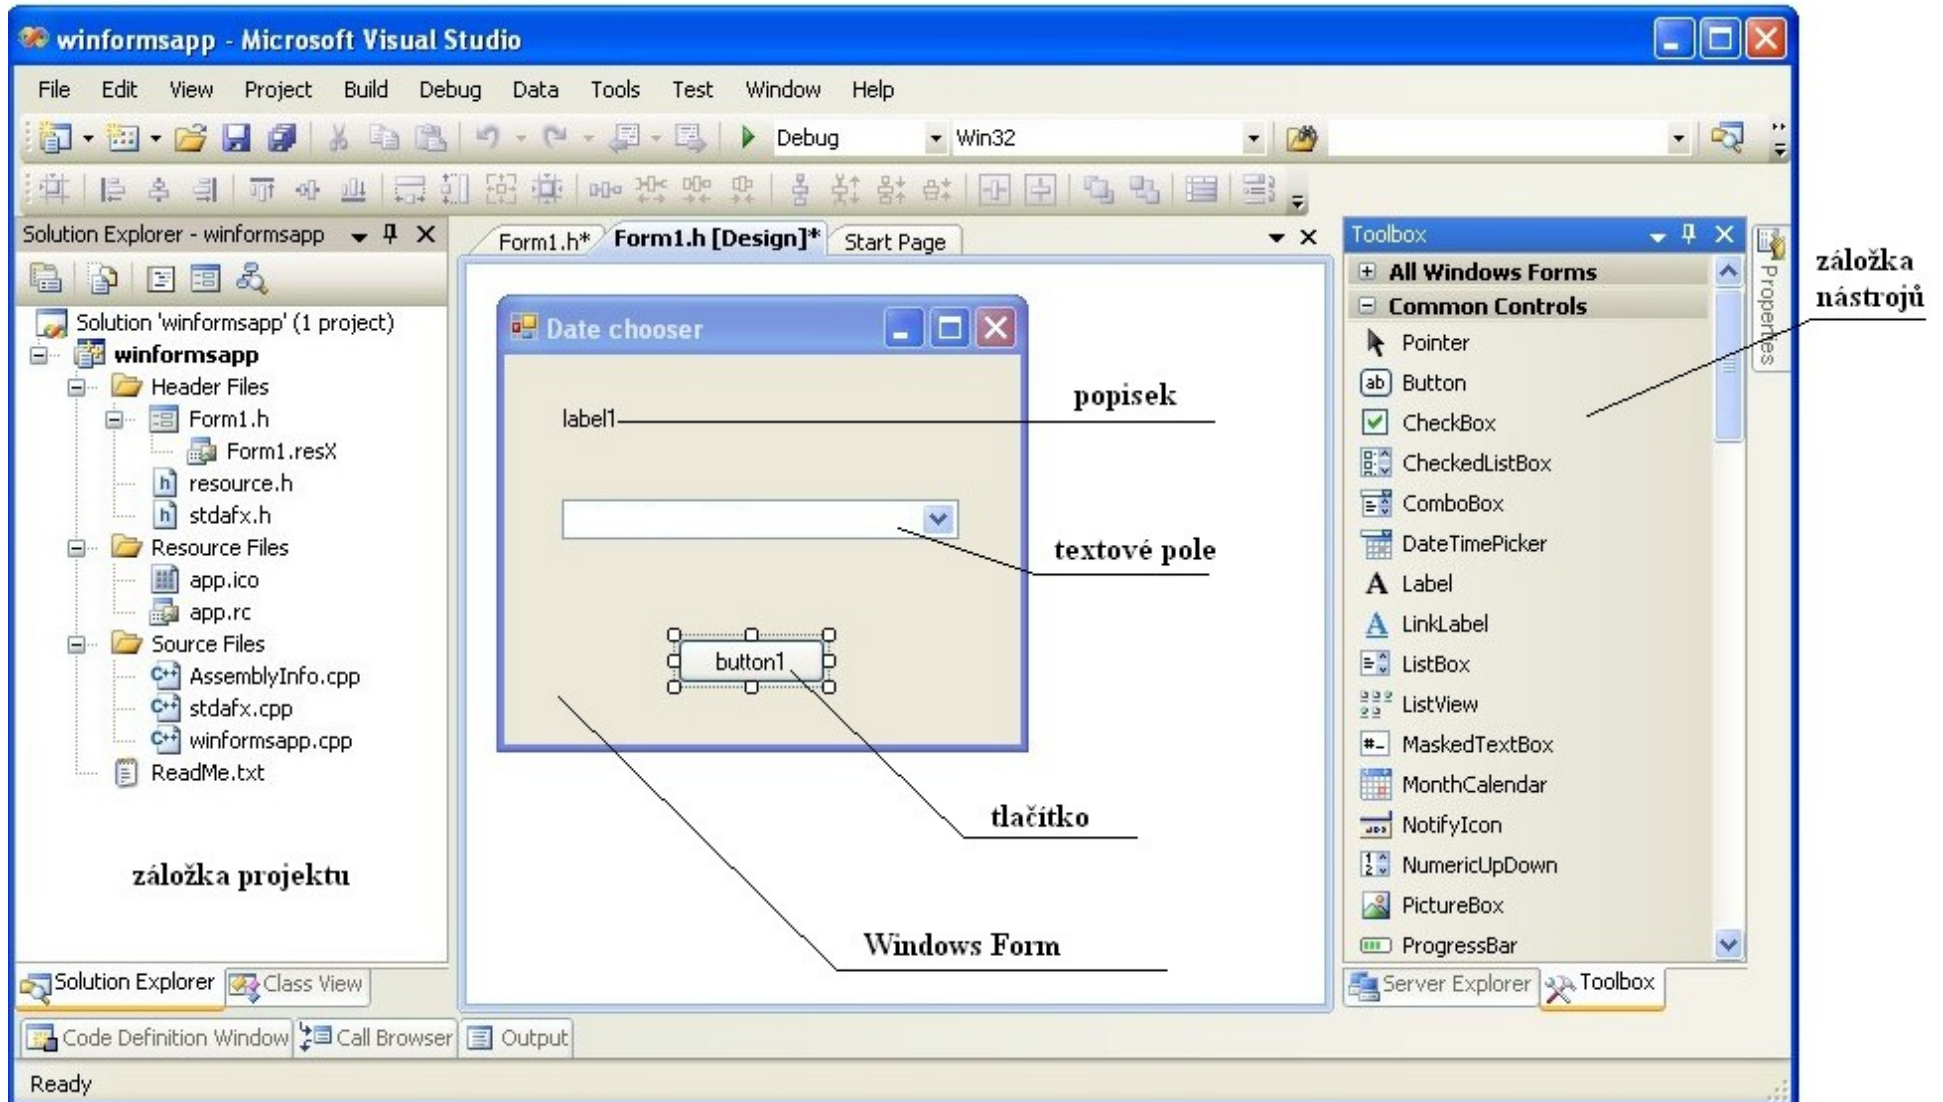 winformsapp - Microsoft Visual Studio
File Edit View Project Build Debug Data Tools Test Window Help
Debug Win32
Solution Explorer - winformsapp
Solution 'winformsapp' (1 project)
winformsapp
Header Files
Form1.h
Form1.resX
resource.h
stdafx.h
Resource Files
app.ico
app.rc
Source Files
AssemblyInfo.cpp
stdafx.cpp
winformsapp.cpp
ReadMe.txt
záložka projektu
Solution Explorer Class View
Form1.h* Form1.h [Design]* Start Page
Date chooser
label1
popisek
textové pole
button1
tlačítko
Windows Form
Toolbox
All Windows Forms
Common Controls
Pointer
Button
CheckBox
CheckedListBox
ComboBox
DateTimePicker
Label
LinkLabel
ListBox
ListView
MaskedTextBox
MonthCalendar
NotifyIcon
NumericUpDown
PictureBox
ProgressBar
Server Explorer Toolbox
Properties
záložka
nástrojů
Code Definition Window Call Browser Output
Ready